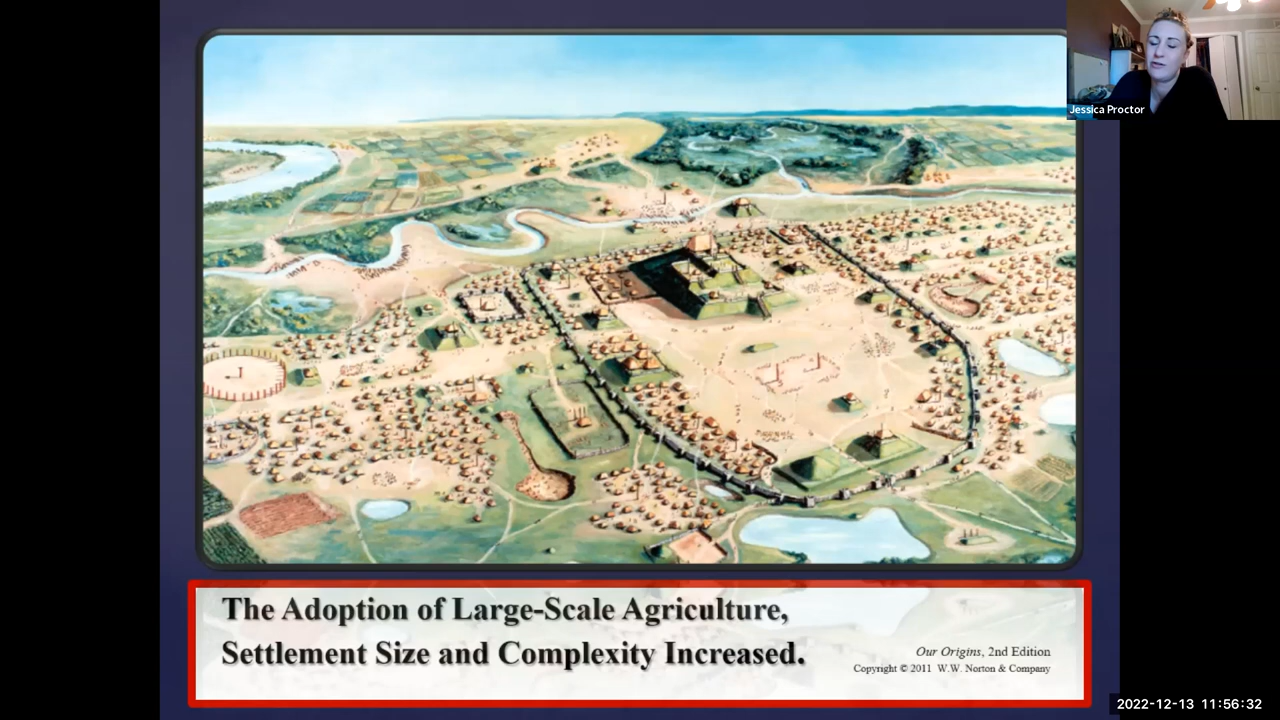 Jessica Proctor
The Adoption of Large-Scale Agriculture,
Settlement Size and Complexity Increased.
Our Origins, 2nd Edition
Copyright © 2011 W.W. Norton & Company
2022-12-13 11:56:32